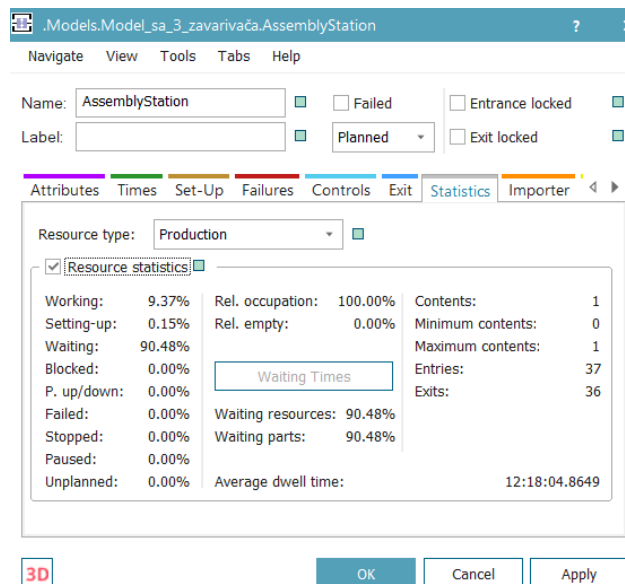 .Models.Model_sa_3_zavarivača.AssemblyStation ?
Navigate View Tools Tabs Help
Name: AssemblyStation Failed Entrance locked
Label: Planned Exit locked
Attributes Times Set-Up Failures Controls Exit Statistics Importer
Resource type: Production
Resource statistics
Working: 9.37% Rel. occupation: 100.00% Contents: 1
Setting-up: 0.15% Rel. empty: 0.00% Minimum contents: 0
Waiting: 90.48% Maximum contents: 1
Blocked: 0.00% Waiting Times Entries: 37
P. up/down: 0.00% Exits: 36
Failed: 0.00% Waiting resources: 90.48%
Stopped: 0.00% Waiting parts: 90.48%
Paused: 0.00%
Unplanned: 0.00% Average dwell time: 12:18:04.8649
3D OK Cancel Apply